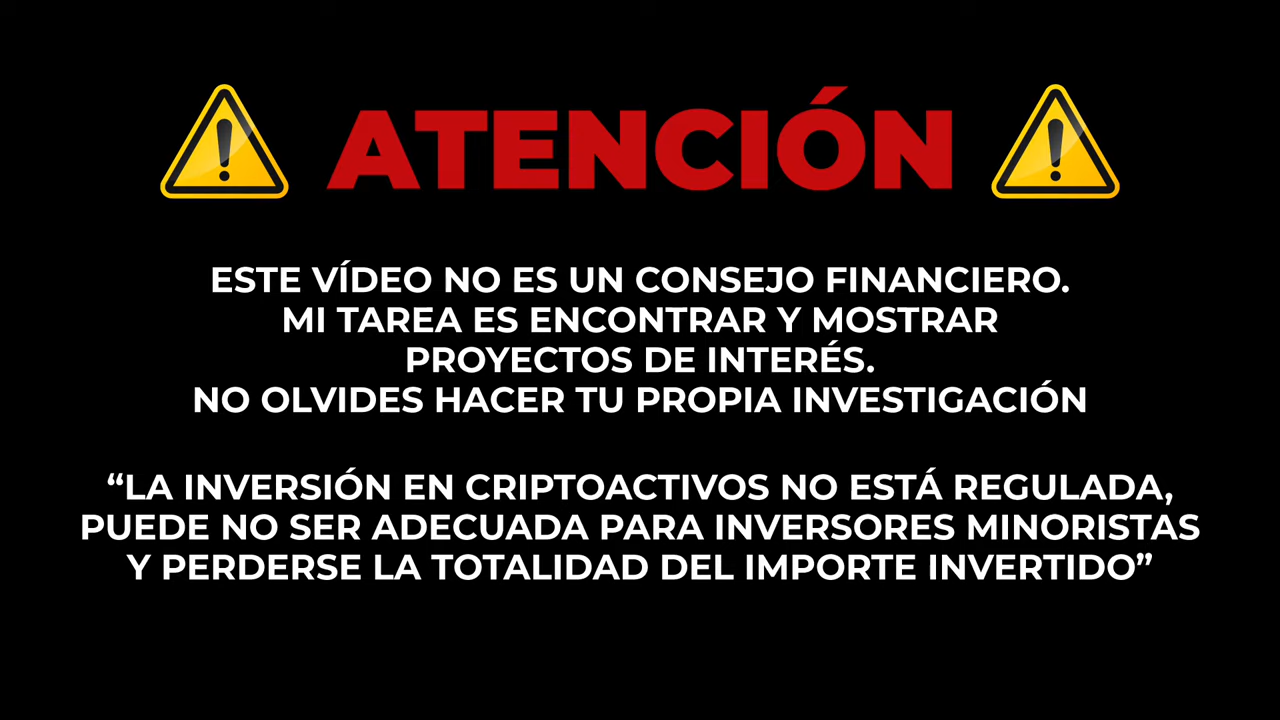 ATENCIÓN
ESTE VÍDEO NO ES UN CONSEJO FINANCIERO.
MI TAREA ES ENCONTRAR Y MOSTRAR
PROYECTOS DE INTERÉS.
NO OLVIDES HACER TU PROPIA INVESTIGACIÓN
“LA INVERSIÓN EN CRIPTOACTIVOS NO ESTÁ REGULADA,
PUEDE NO SER ADECUADA PARA INVERSORES MINORISTAS
Y PERDERSE LA TOTALIDAD DEL IMPORTE INVERTIDO”